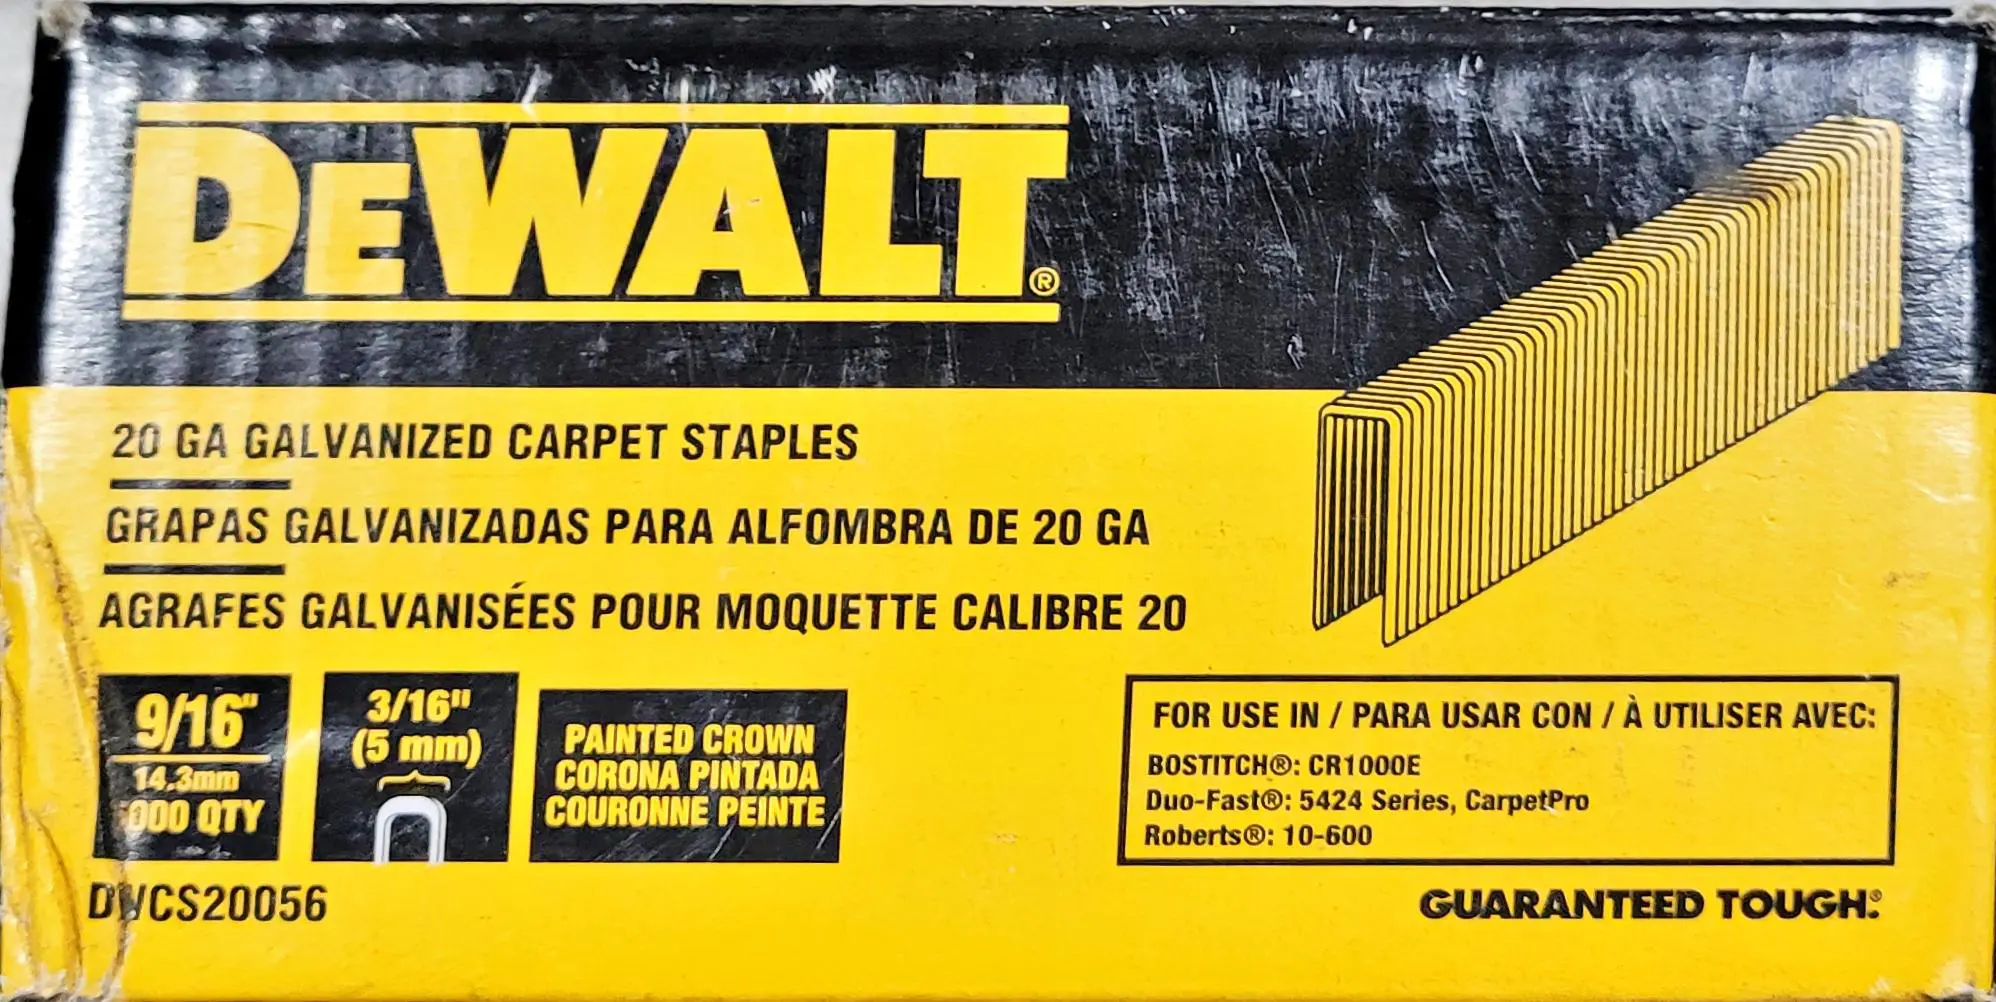 DEWALT®
20 GA GALVANIZED CARPET STAPLES
GRAPAS GALVANIZADAS PARA ALFOMBRA DE 20 GA
AGRAFES GALVANISÉES POUR MOQUETTE CALIBRE 20
9/16"
14.3mm
000 QTY
3/16"
(5 mm)
PAINTED CROWN
CORONA PINTADA
COURONNE PEINTE
FOR USE IN / PARA USAR CON / À UTILISER AVEC:
BOSTITCH®: CR1000E
Duo-Fast®: 5424 Series, CarpetPro
Roberts®: 10-600
DWCS20056
GUARANTEED TOUGH.®